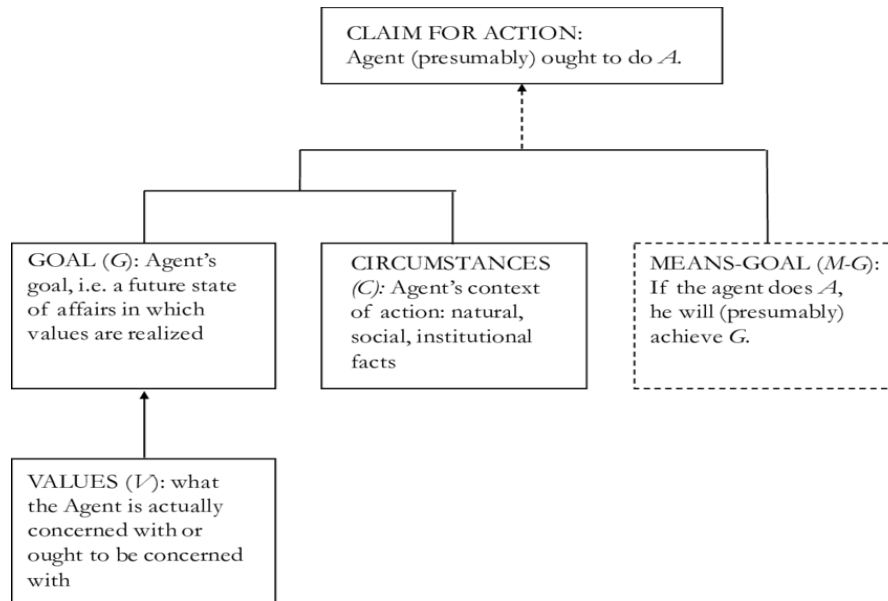 CLAIM FOR ACTION:
Agent (presumably) ought to do A.
GOAL (G): Agent's
goal, i.e. a future state
of affairs in which
values are realized
CIRCUMSTANCES
(C): Agent's context
of action: natural,
social, institutional
facts
MEANS-GOAL (M-G):
If the agent does A,
he will (presumably)
achieve G.
VALUES (V): what
the Agent is actually
concerned with or
ought to be concerned
with